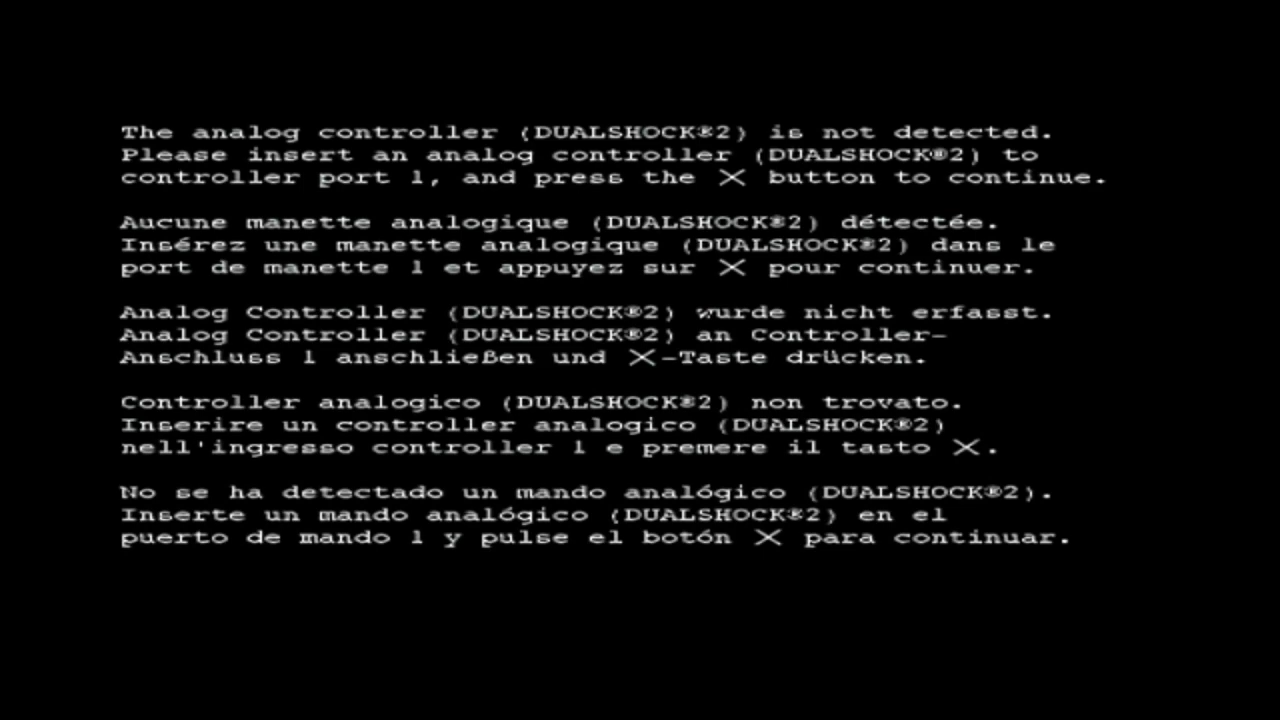 The analog controller (DUALSHOCK®2) is not detected.
Please insert an analog controller (DUALSHOCK®2) to
controller port 1, and press the ✕ button to continue.
Aucune manette analogique (DUALSHOCK®2) détectée.
Insérez une manette analogique (DUALSHOCK®2) dans le
port de manette 1 et appuyez sur ✕ pour continuer.
Analog Controller (DUALSHOCK®2) wurde nicht erfasst.
Analog Controller (DUALSHOCK®2) an Controller-
Anschluss 1 anschließen und ✕-Taste drücken.
Controller analogico (DUALSHOCK®2) non trovato.
Inserire un controller analogico (DUALSHOCK®2)
nell'ingresso controller 1 e premere il tasto ✕.
No se ha detectado un mando analógico (DUALSHOCK®2).
Inserte un mando analógico (DUALSHOCK®2) en el
puerto de mando 1 y pulse el botón ✕ para continuar.